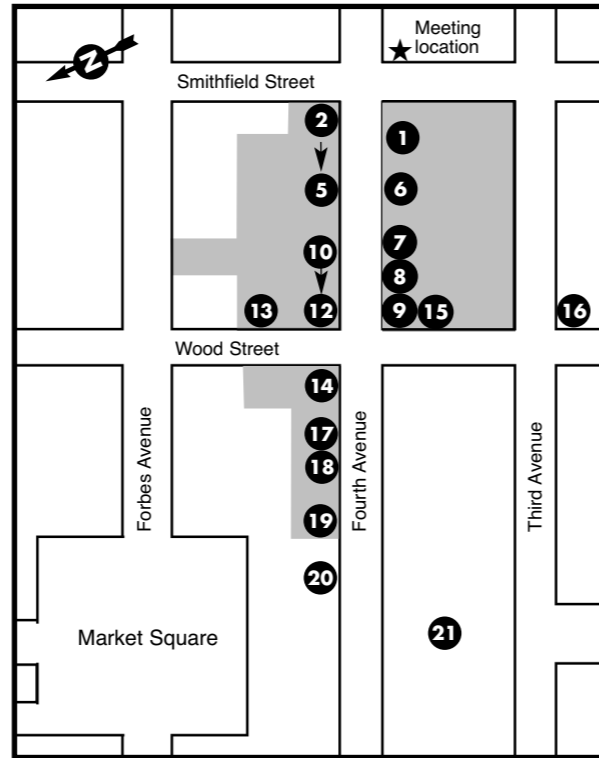 Meeting
location
N
Smithfield Street
2
1
5
6
10
7
8
13
12
9
15
16
Wood Street
14
17
18
19
20
21
Forbes Avenue
Fourth Avenue
Third Avenue
Market Square